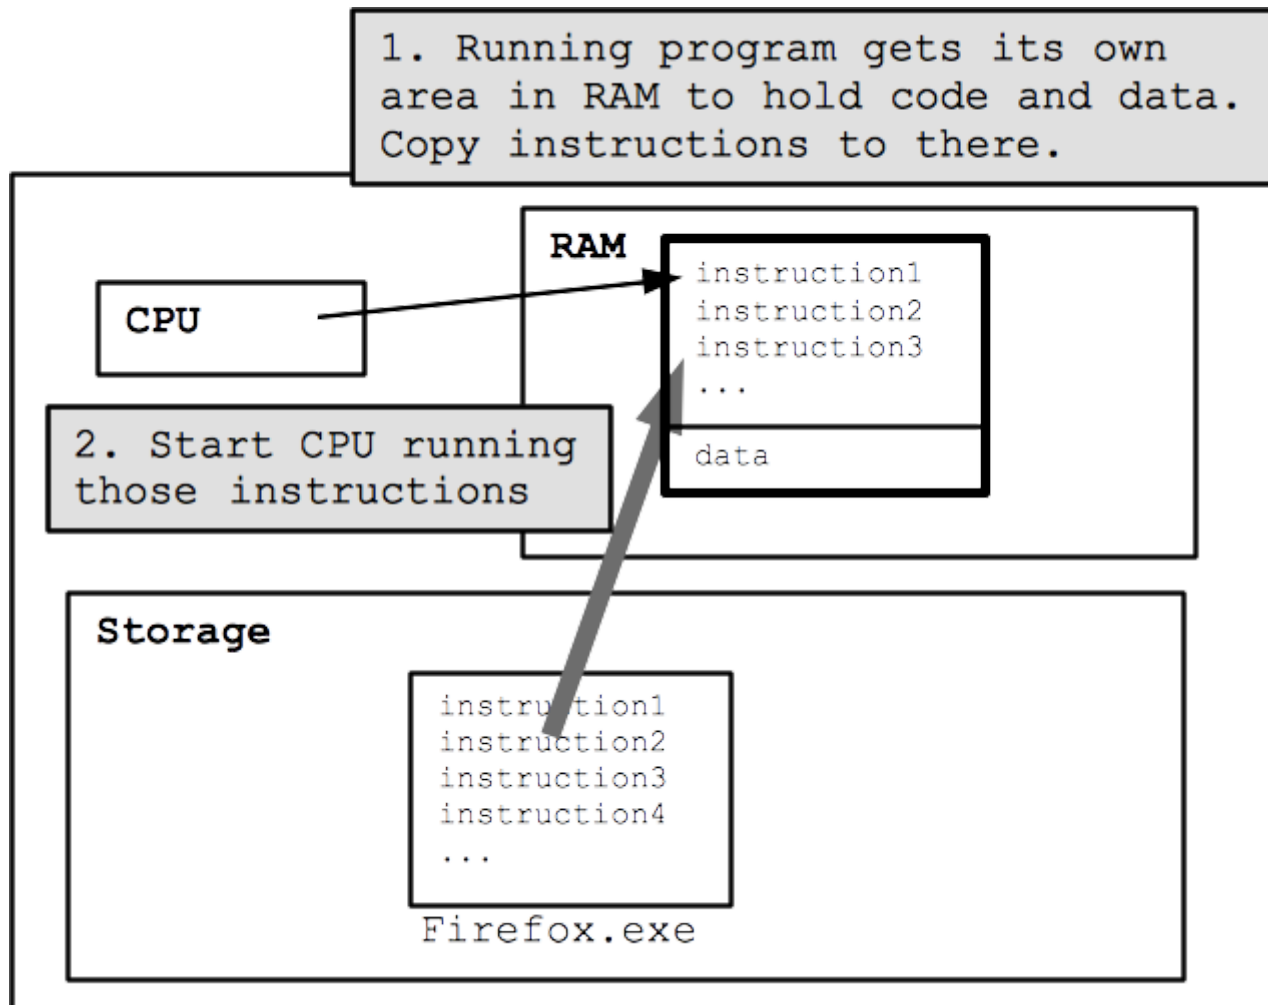 1. Running program gets its own
area in RAM to hold code and data.
Copy instructions to there.
RAM
instruction1
instruction2
instruction3
...
data
CPU
2. Start CPU running
those instructions
Storage
instruction1
instruction2
instruction3
instruction4
...
Firefox.exe